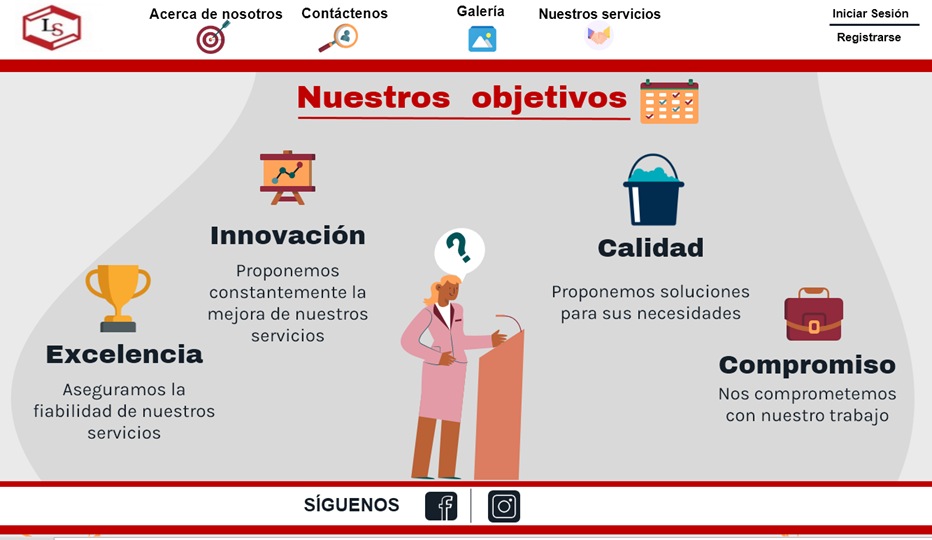 LS
Acerca de nosotros
Contáctenos
Galería
Nuestros servicios
Iniciar Sesión
Registrarse
Nuestros objetivos
Innovación
Proponemos
constantemente la
mejora de nuestros
servicios
Calidad
Proponemos soluciones
para sus necesidades
?
Excelencia
Aseguramos la
fiabilidad de nuestros
servicios
Compromiso
Nos comprometemos
con nuestro trabajo
SÍGUENOS